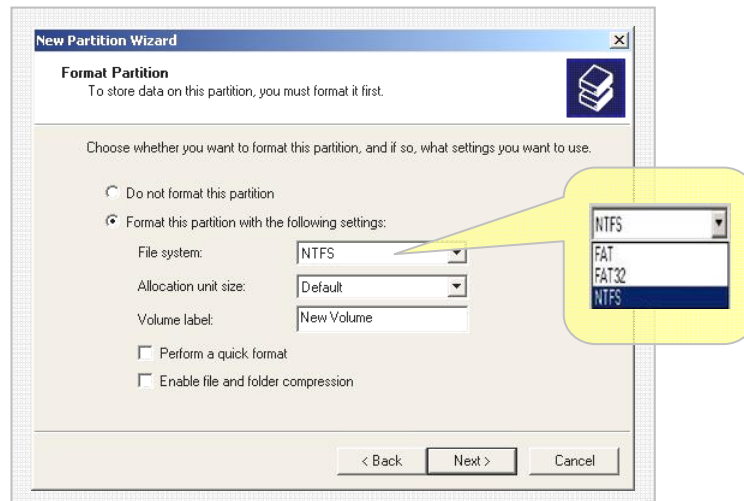 New Partition Wizard
Format Partition
To store data on this partition, you must format it first.
Choose whether you want to format this partition, and if so, what settings you want to use.
Do not format this partition
Format this partition with the following settings:
File system: NTFS
Allocation unit size: Default
Volume label: New Volume
Perform a quick format
Enable file and folder compression
< Back Next > Cancel
NTFS
FAT
FAT32
NTFS